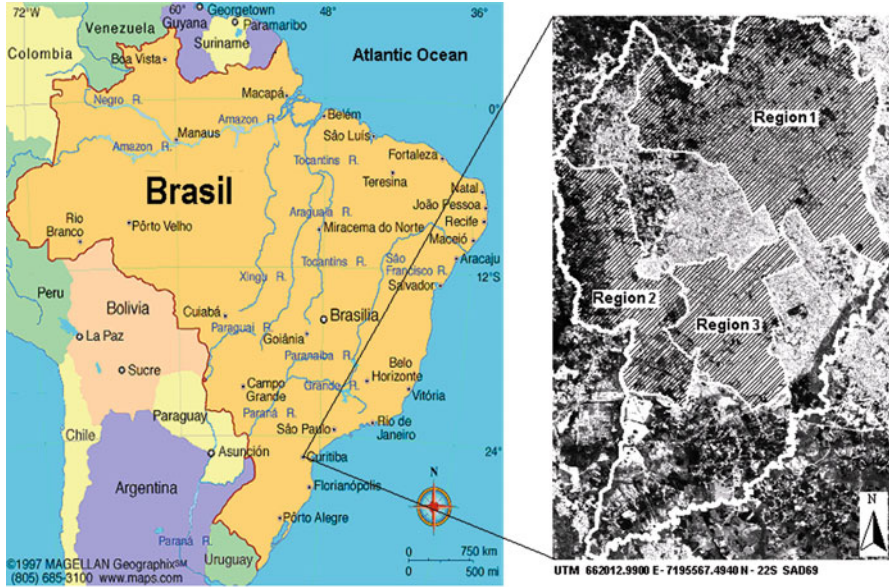 72°W
60°
48°
36°
Venezuela
Georgetown
Guyana
Paramaribo
Suriname
Colombia
Boa Vista
Atlantic Ocean
Macapá
0°
Negro R.
Amazon R.
Belém
Manaus
São Luís
Amazon R.
Tocantins R.
Fortaleza
Teresina
Brasil
Natal
Araguaia R.
João Pessoa
Rio Branco
Pôrto Velho
Miracema do Norte
Recife
Maceió
Tocantins R.
São Francisco R.
Aracaju
Xingu R.
12°S
Salvador
Peru
Bolivia
Cuiabá
Brasília
La Paz
Paraguai R.
Goiânia
Sucre
Paranaiba R.
Belo Horizonte
Campo Grande
Grande R.
Vitória
Paraguay
Paraná R.
Chile
São Paulo
Rio de Janeiro
Asunción
24°
Curitiba
Argentina
Florianópolis
N
Pôrto Alegre
Paraná R.
Uruguay
0 750 km
0 500 mi
©1997 MAGELLAN Geographix℠
(805) 685-3100 www.maps.com
Region 1
Region 2
Region 3
N
UTM 662012.9900 E - 7195567.4940 N - 22S SAD69